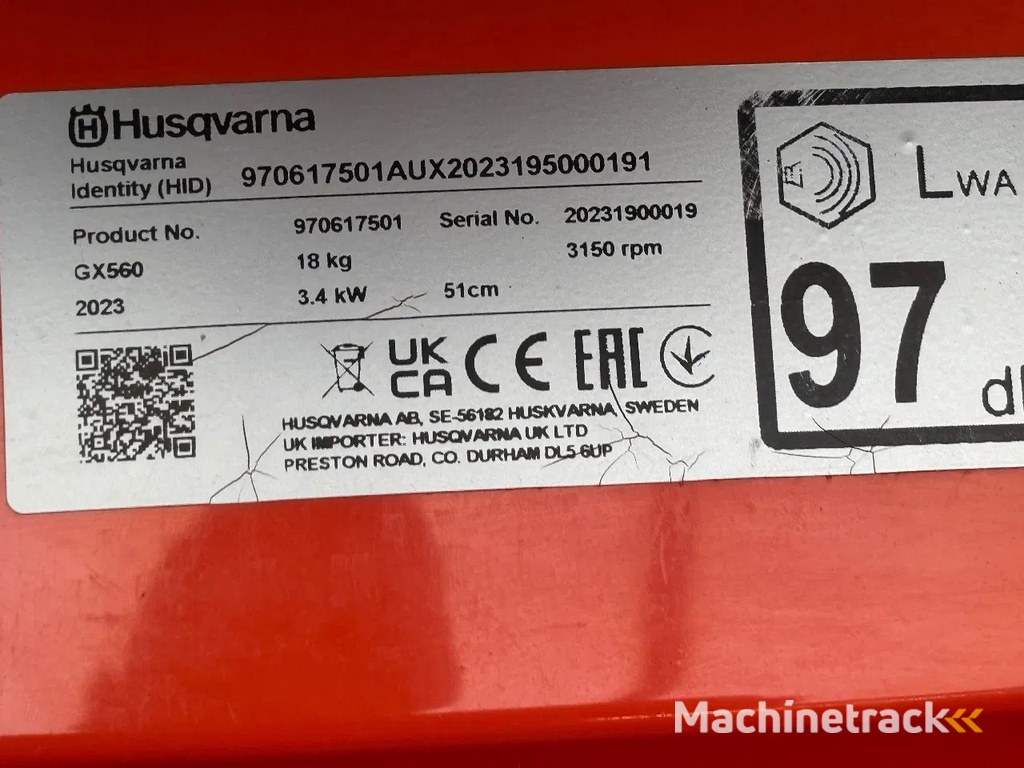 Husqvarna
Husqvarna
Identity (HID) 970617501AUX2023195000191
Product No. 970617501 Serial No. 20231900019
GX560 18 kg 3150 rpm
2023 3.4 kW 51cm
UK
CA CE EAC
HUSQVARNA AB, SE-56182 HUSKVARNA, SWEDEN
UK IMPORTER: HUSQVARNA UK LTD
PRESTON ROAD, CO. DURHAM DL5 6UP
LWA
97
Machinetrack